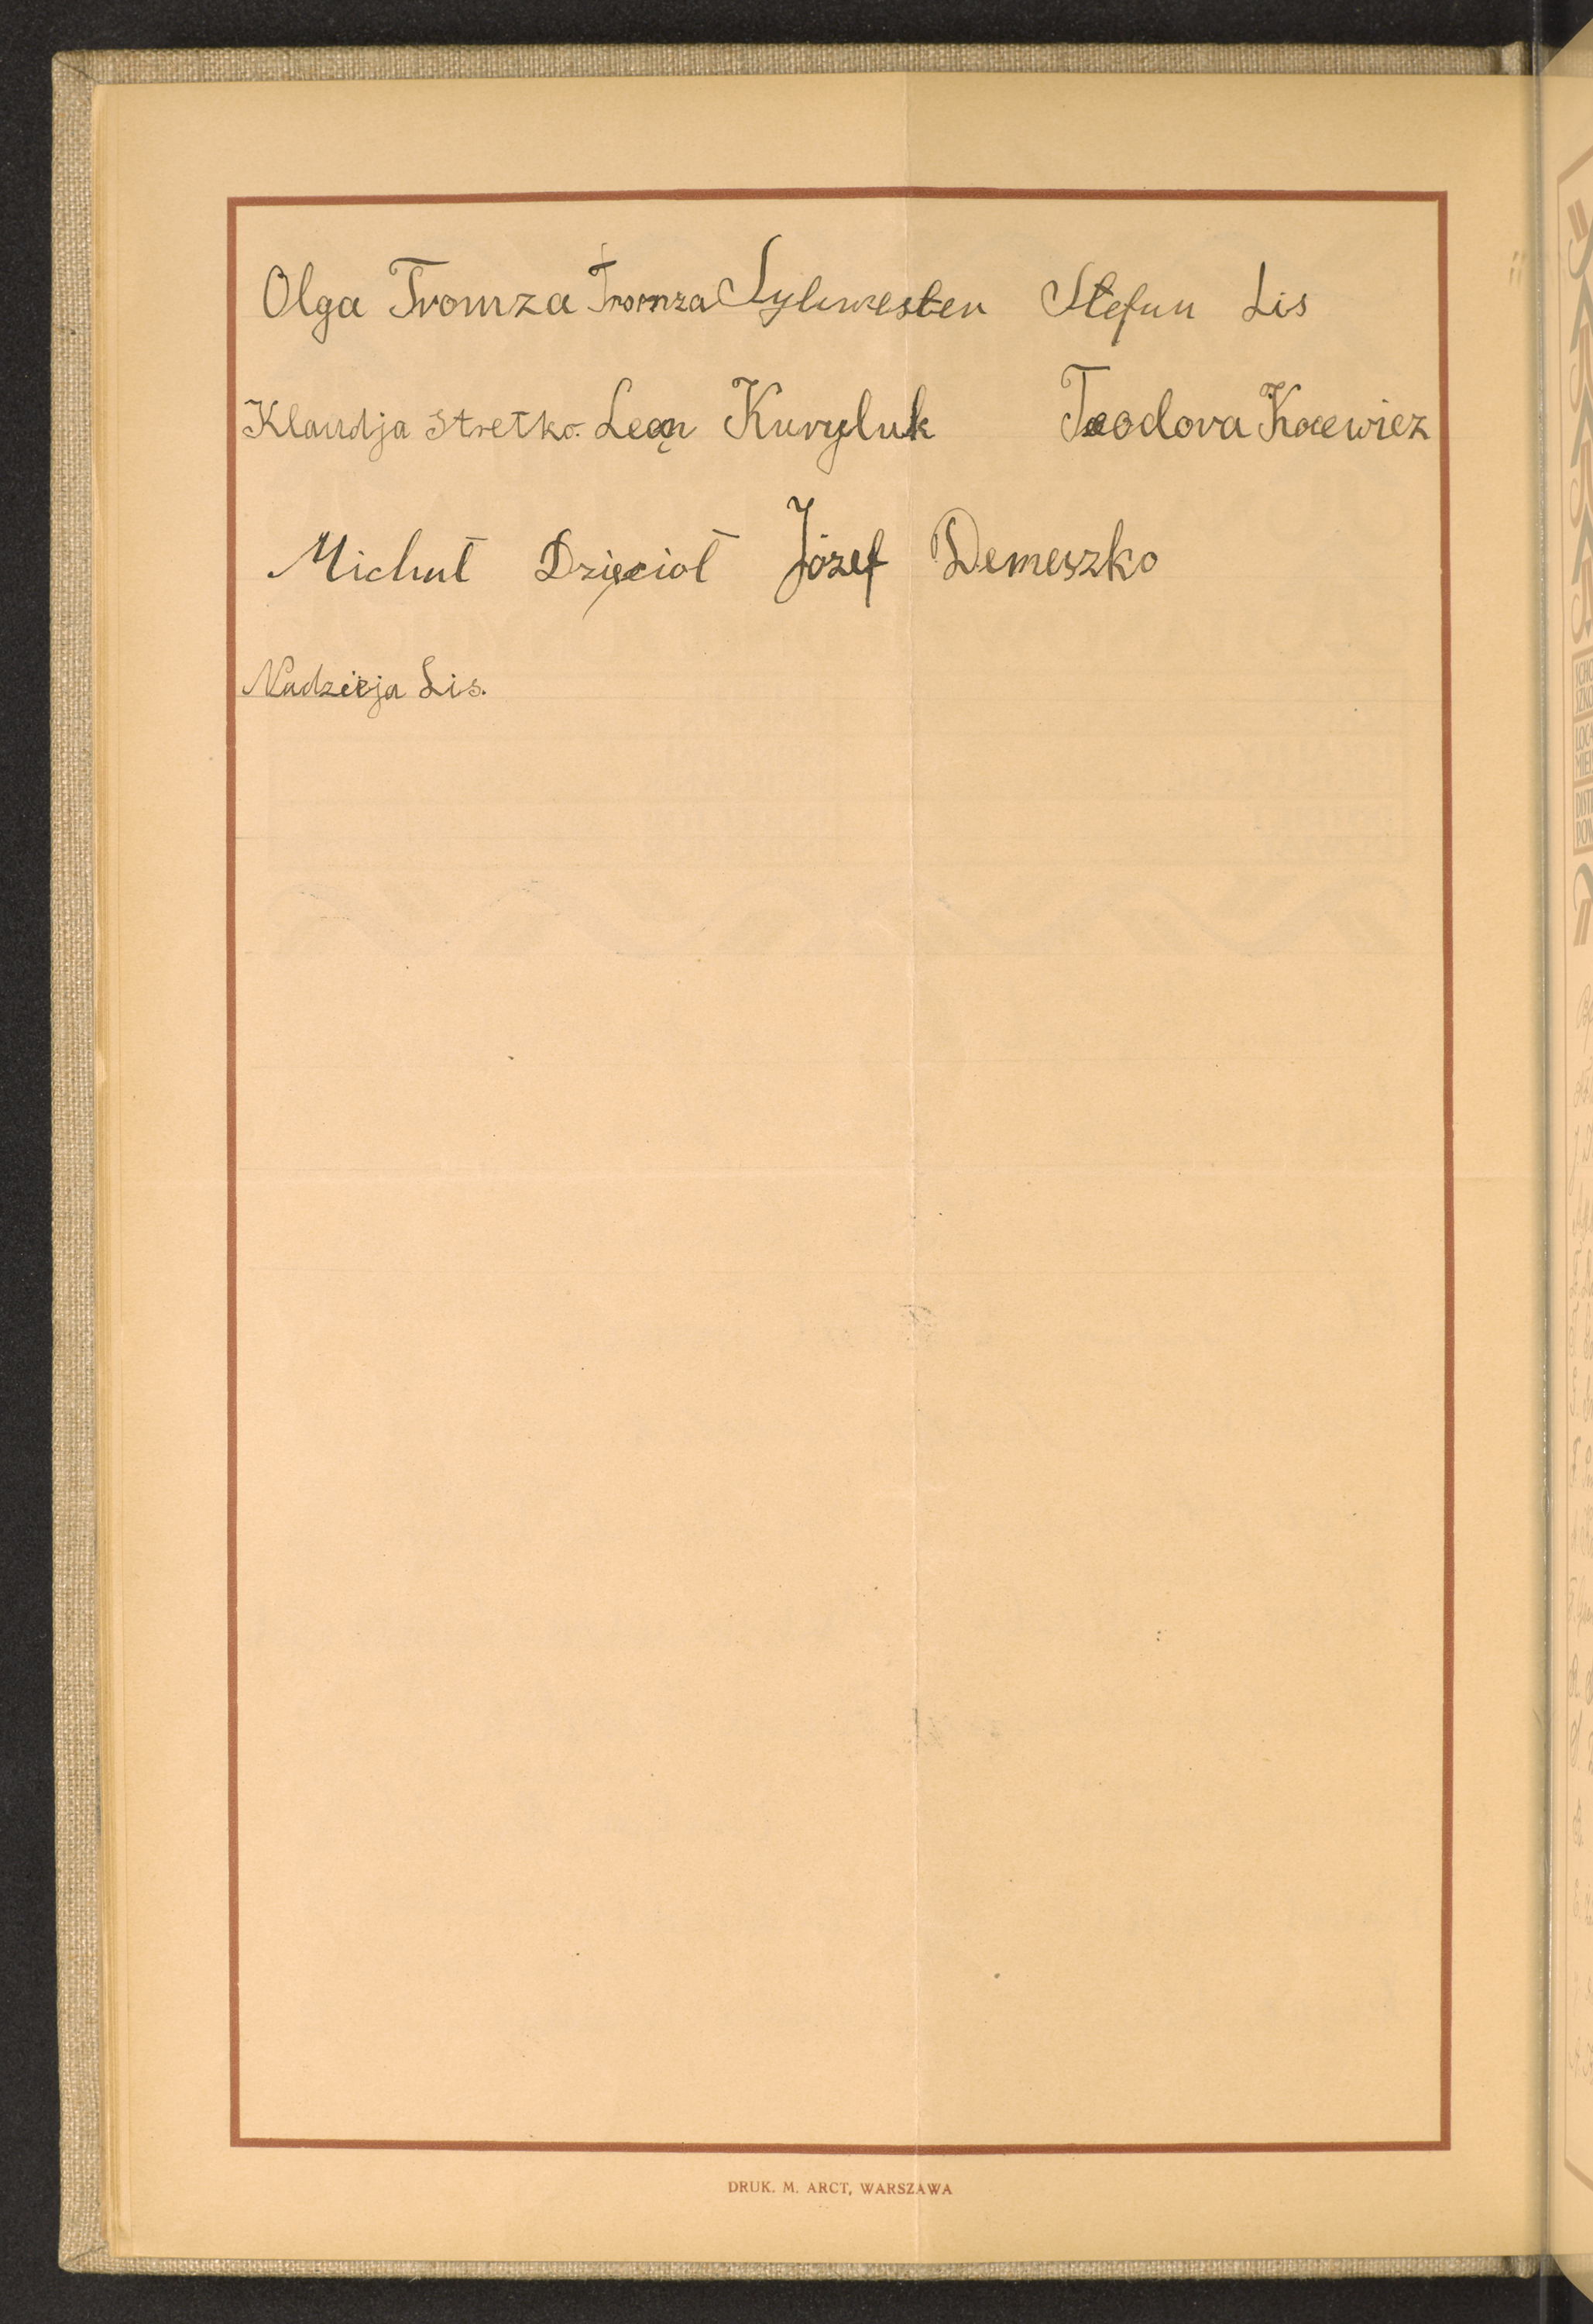 Olga Tromza Tromza Sylwester Stefan Lis
Klaudja Stretko. Leon Kuryluk Teodora Kocewicz
Michał Dzięcioł Józef Demeszko
Nadzieja Lis.
DRUK. M. ARCT, WARSZAWA